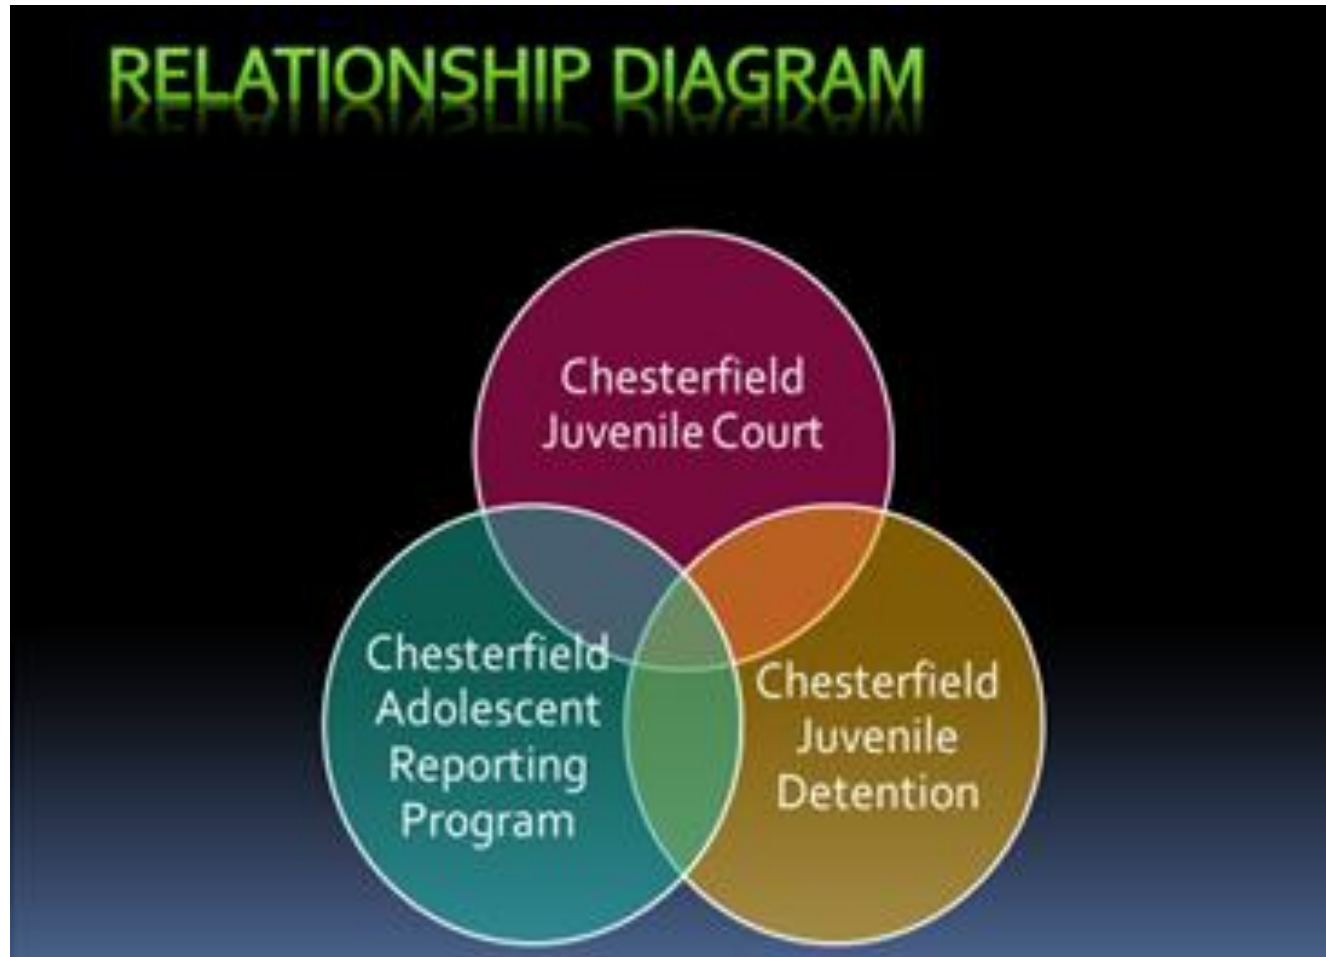 RELATIONSHIP DIAGRAM
Chesterfield
Juvenile Court
Chesterfield
Adolescent
Reporting
Program
Chesterfield
Juvenile
Detention